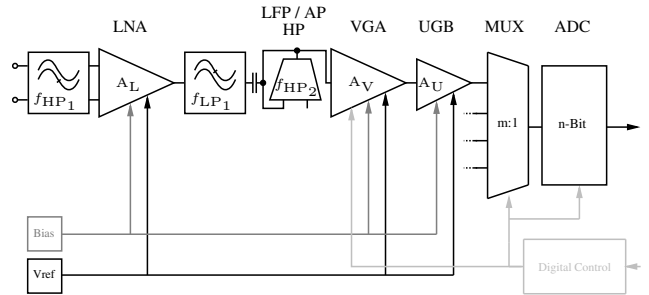 LNA LFP / AP VGA UGB MUX ADC
HP
A_L A_V A_U
f_HP1 f_LP1 f_HP2
m:1 n-Bit
Bias
Vref Digital Control